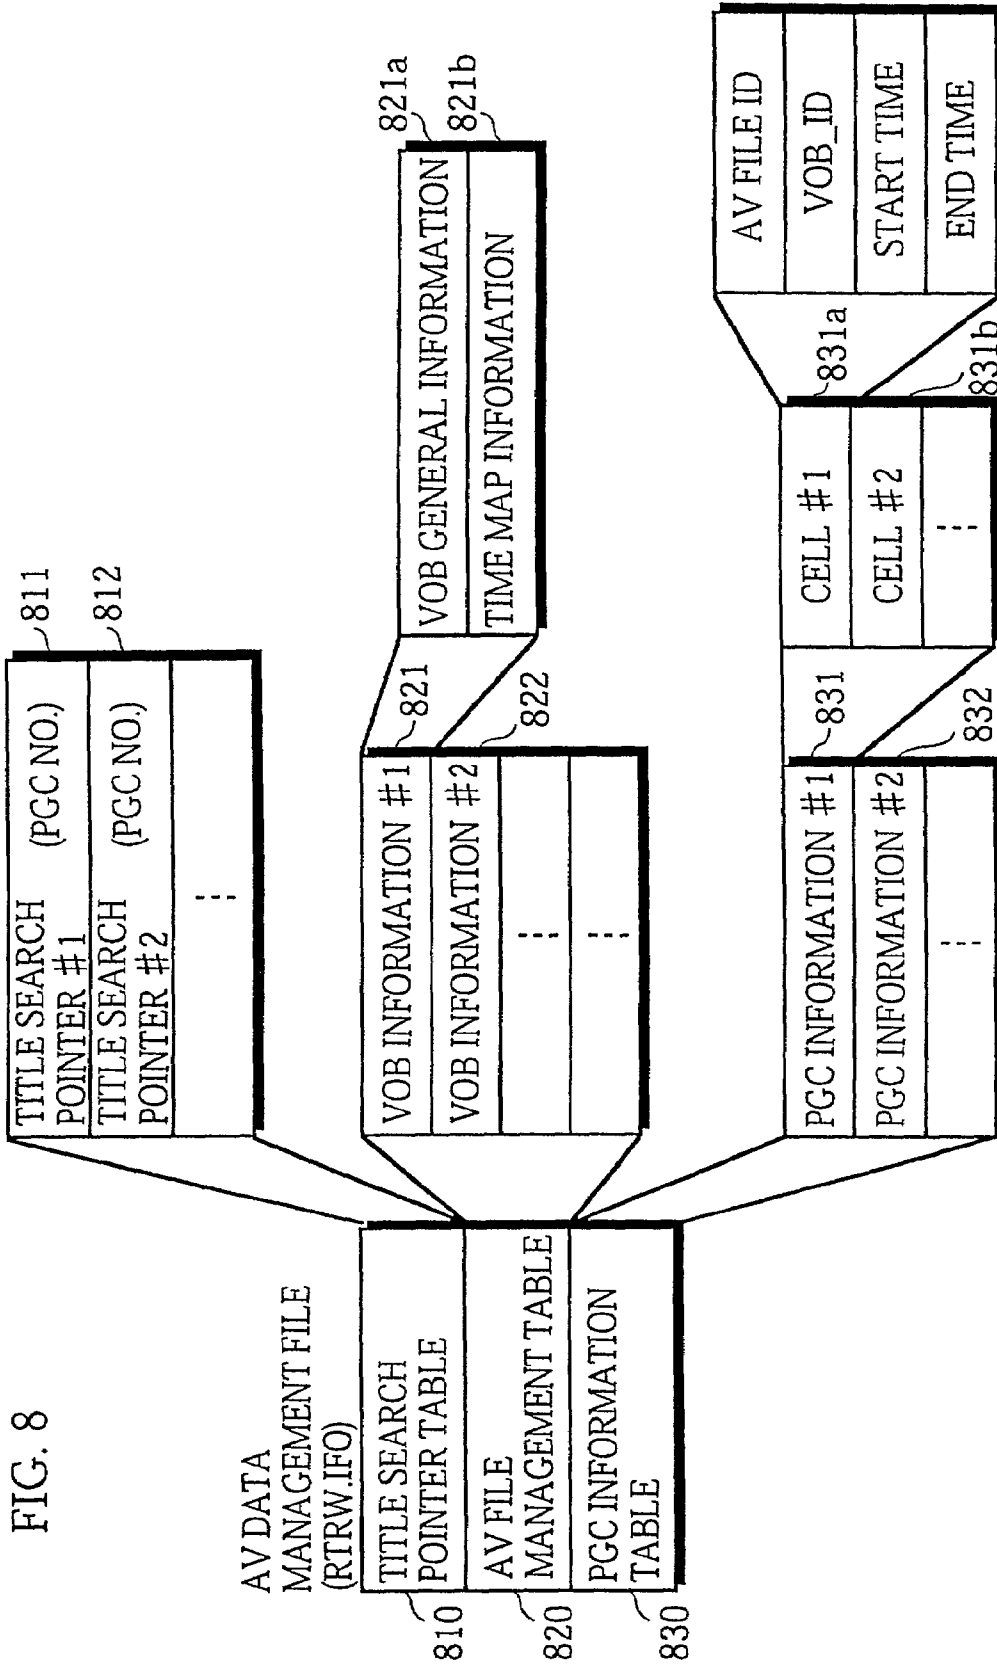 FIG. 8
AV DATA
MANAGEMENT FILE
(RTRW.IFO)
TITLE SEARCH
POINTER TABLE
810
AV FILE
MANAGEMENT TABLE
820
PGC INFORMATION
TABLE
830
TITLE SEARCH
POINTER #1 (PGC NO.)
811
TITLE SEARCH
POINTER #2 (PGC NO.)
812
VOB INFORMATION #1
821
VOB INFORMATION #2
822
VOB GENERAL INFORMATION
821a
TIME MAP INFORMATION
821b
PGC INFORMATION #1
831
PGC INFORMATION #2
832
CELL #1
831a
CELL #2
831b
AV FILE ID
VOB_ID
START TIME
END TIME